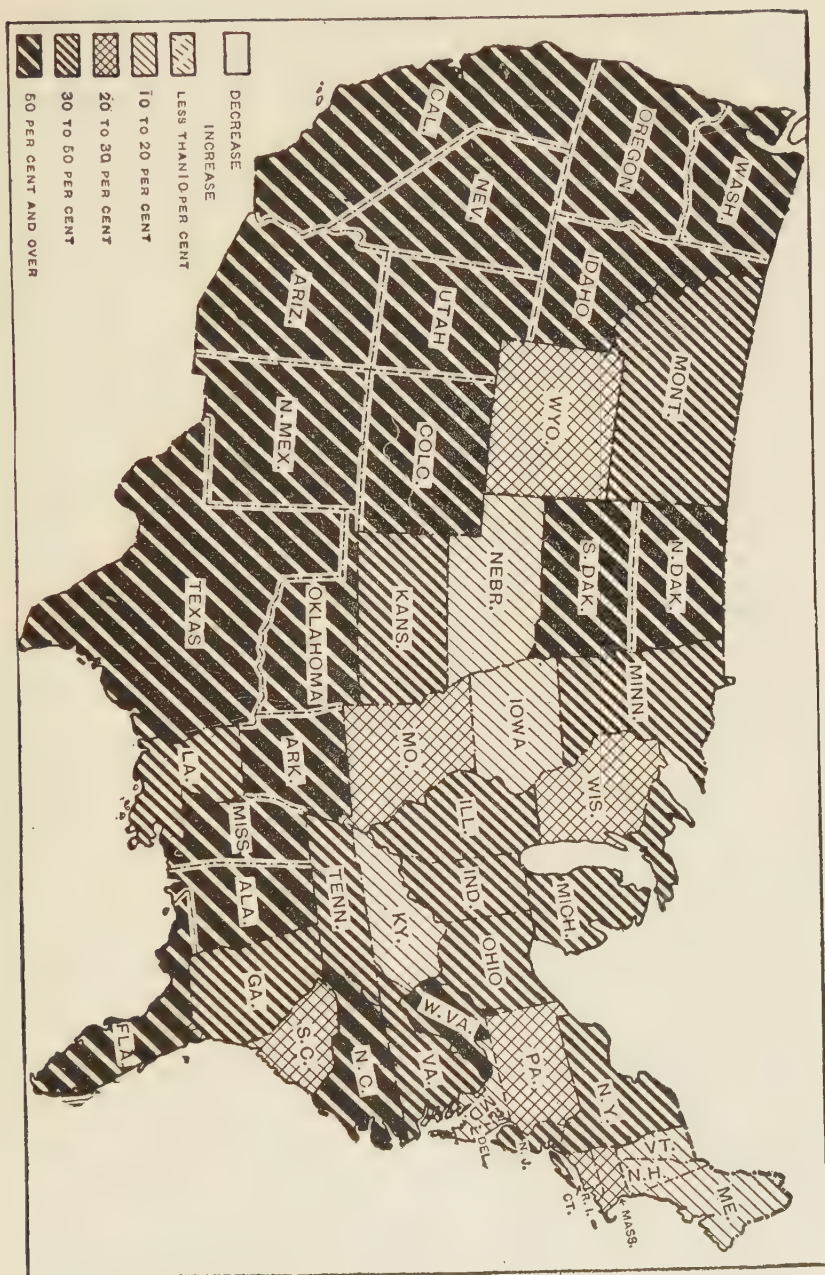 WASH.
OREGON
CAL.
NEV.
IDAHO
MONT.
WYO.
UTAH
ARIZ.
COLO.
N. MEX.
N. DAK.
S. DAK.
NEBR.
KANS.
OKLAHOMA
TEXAS
MINN.
IOWA
MO.
ARK.
LA.
WIS.
ILL.
MICH.
IND.
OHIO
KY.
TENN.
MISS.
ALA.
GA.
FLA.
S.C.
N.C.
VA.
W.VA.
PA.
N.Y.
VT.
N.H.
ME.
MASS.
R.I.
CT.
N.J.
DEL.
MD.
DECREASE
INCREASE
LESS THAN 10 PER CENT
10 TO 20 PER CENT
20 TO 30 PER CENT
30 TO 50 PER CENT
50 PER CENT AND OVER